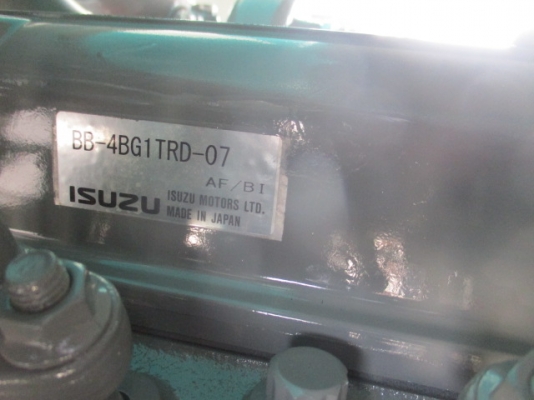 BB-4BG1TRD-07
AF/BI
ISUZU ISUZU MOTORS LTD.
MADE IN JAPAN